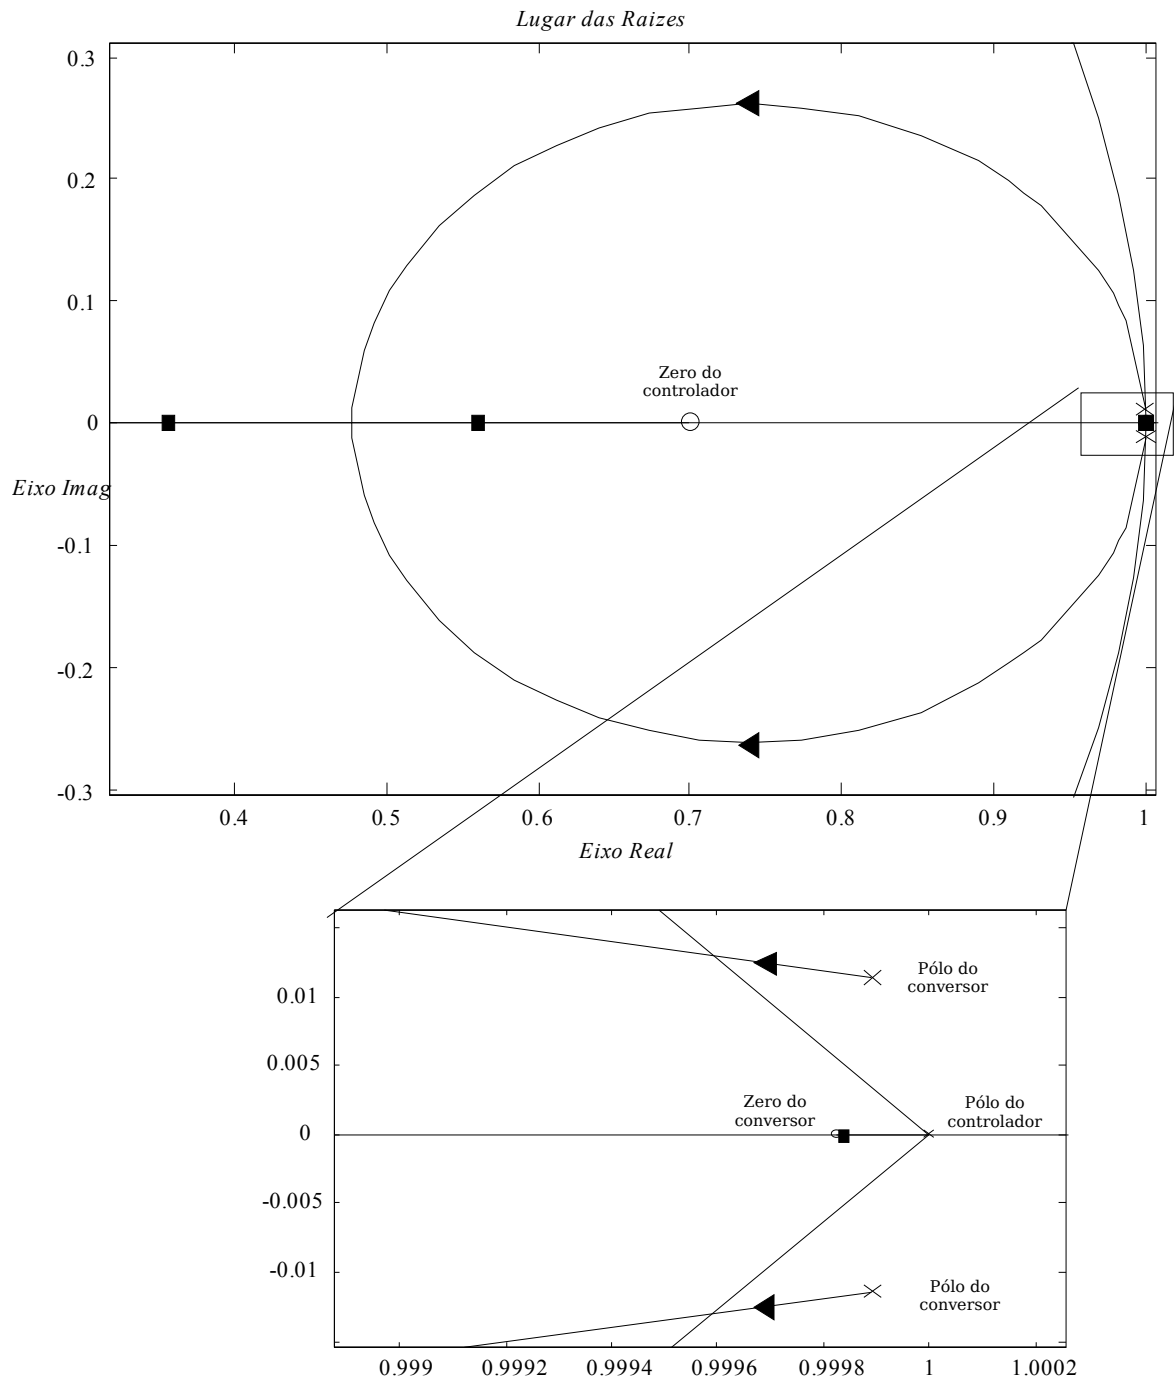 Lugar das Raizes
0.3
0.2
0.1
Zero do
controlador
0
Eixo Imag
-0.1
-0.2
-0.3
0.4
0.5
0.6
0.7
0.8
0.9
1
Eixo Real
Pólo do
conversor
0.01
0.005
Zero do
conversor
Pólo do
controlador
0
-0.005
-0.01
Pólo do
conversor
0.999
0.9992
0.9994
0.9996
0.9998
1
1.0002